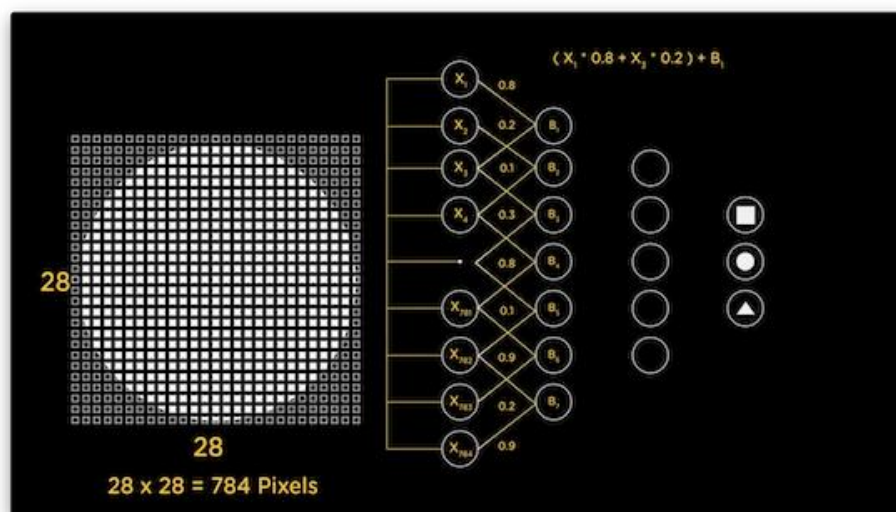 ( X₁ * 0.8 + X₃ * 0.2 ) + B₁
28
28
28 x 28 = 784 Pixels
X₁
X₂
X₃
X₄
X₇₈₁
X₇₈₂
X₇₈₃
X₇₈₄
0.8
0.2
0.1
0.3
0.8
0.1
0.9
0.2
0.9
B₁
B₂
B₃
B₄
B₅
B₆
B₇